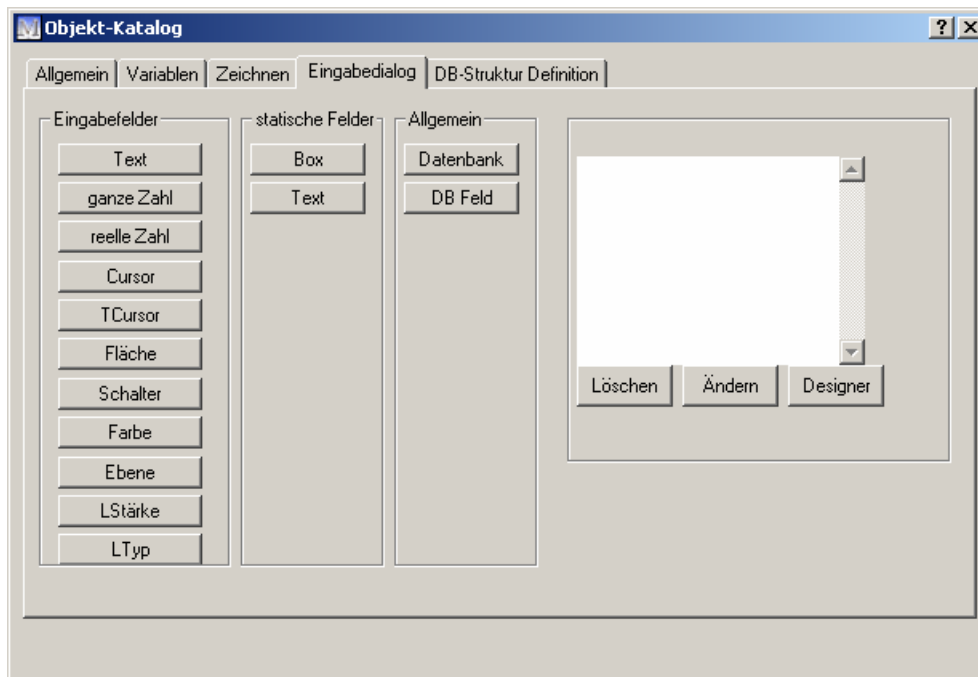 Objekt-Katalog
Allgemein Variablen Zeichnen Eingabedialog DB-Struktur Definition
Eingabefelder
Text
ganze Zahl
reelle Zahl
Cursor
TCursor
Fläche
Schalter
Farbe
Ebene
LStärke
LTyp
statische Felder
Box
Text
Allgemein
Datenbank
DB Feld
Löschen Ändern Designer